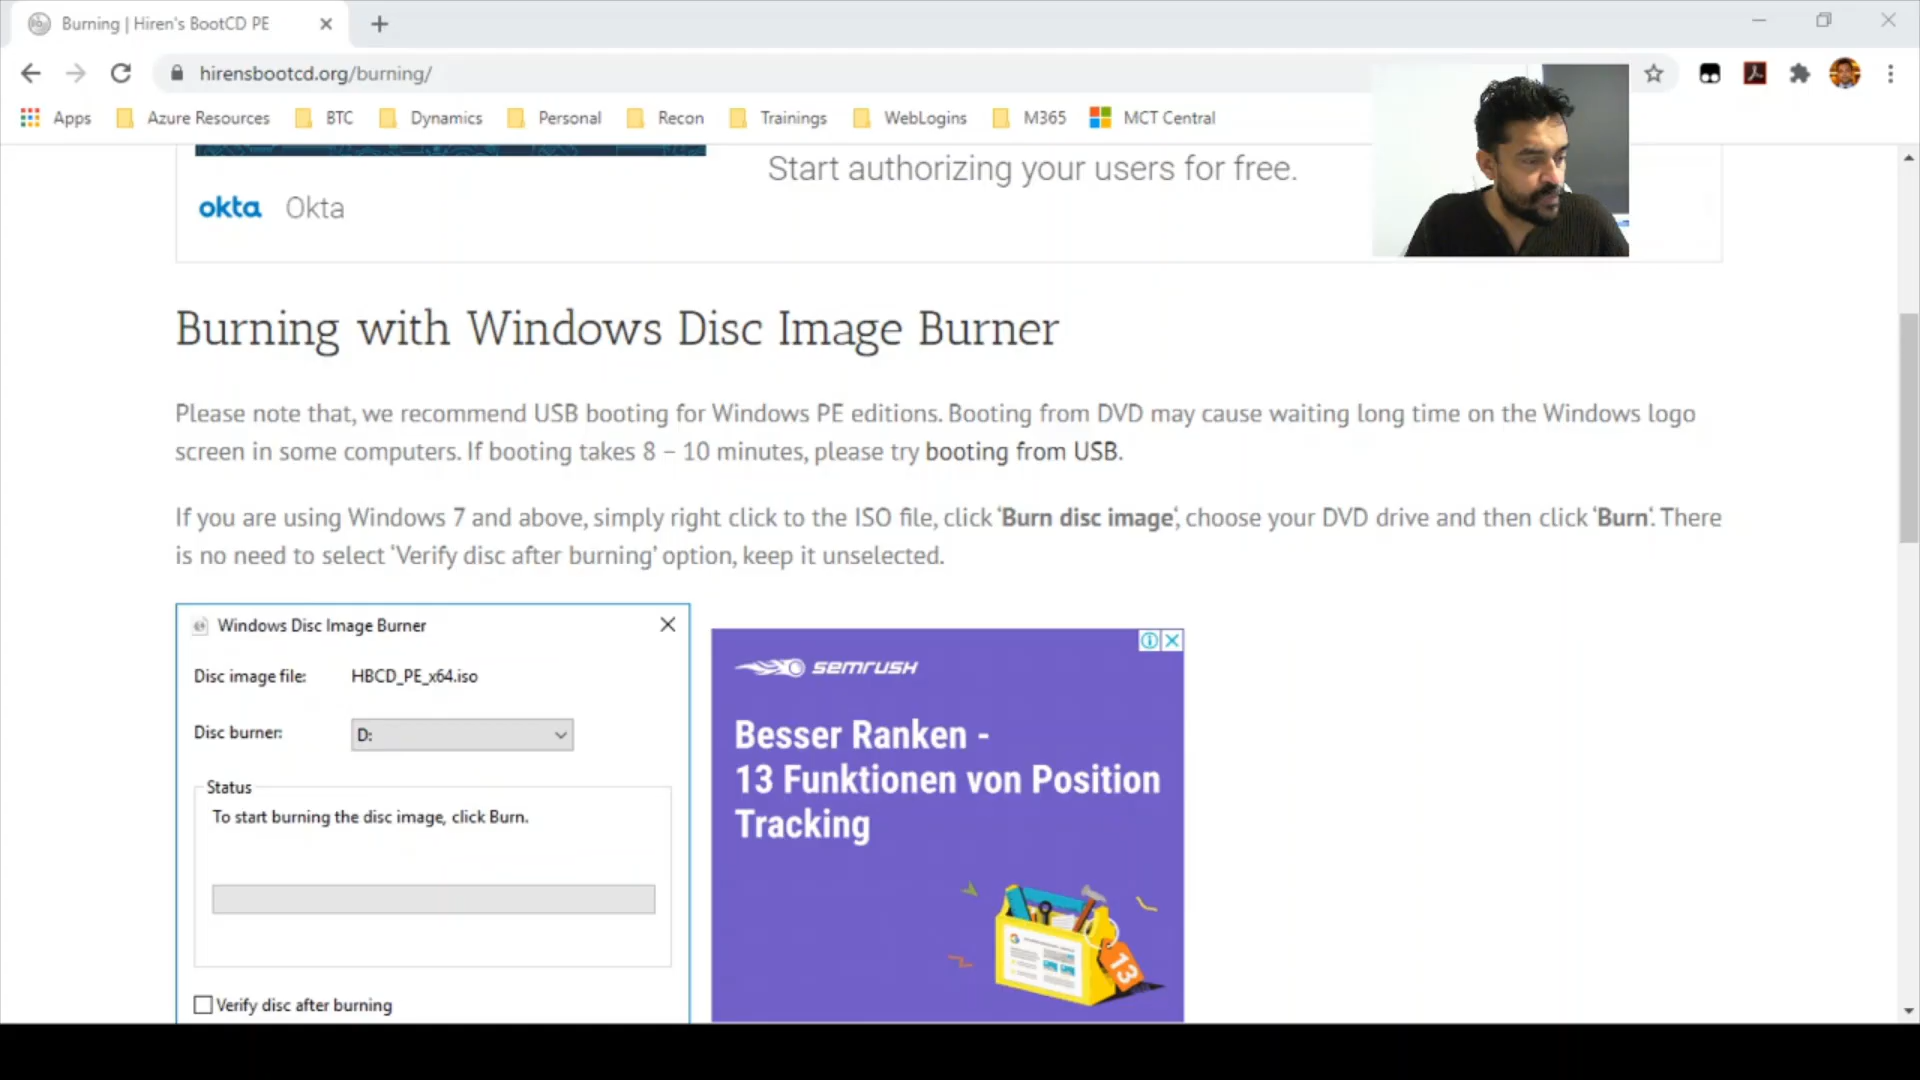 Burning | Hiren's BootCD PE
hirensbootcd.org/burning/
Apps
Azure Resources
BTC
Dynamics
Personal
Recon
Trainings
WebLogins
M365
MCT Central
Start authorizing your users for free.
okta Okta
Burning with Windows Disc Image Burner
Please note that, we recommend USB booting for Windows PE editions. Booting from DVD may cause waiting long time on the Windows logo
screen in some computers. If booting takes 8 – 10 minutes, please try booting from USB.
If you are using Windows 7 and above, simply right click to the ISO file, click ‘Burn disc image‘, choose your DVD drive and then click ‘Burn‘. There
is no need to select ‘Verify disc after burning’ option, keep it unselected.
Windows Disc Image Burner
Disc image file: HBCD_PE_x64.iso
Disc burner: D:
Status
To start burning the disc image, click Burn.
Verify disc after burning
semrush
Besser Ranken -
13 Funktionen von Position
Tracking
13